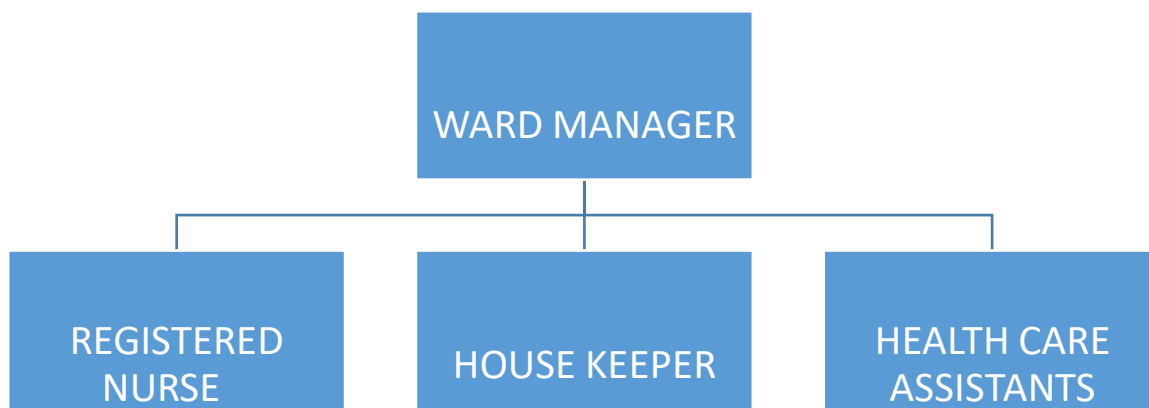 WARD MANAGER
REGISTERED
NURSE
HOUSE KEEPER
HEALTH CARE
ASSISTANTS